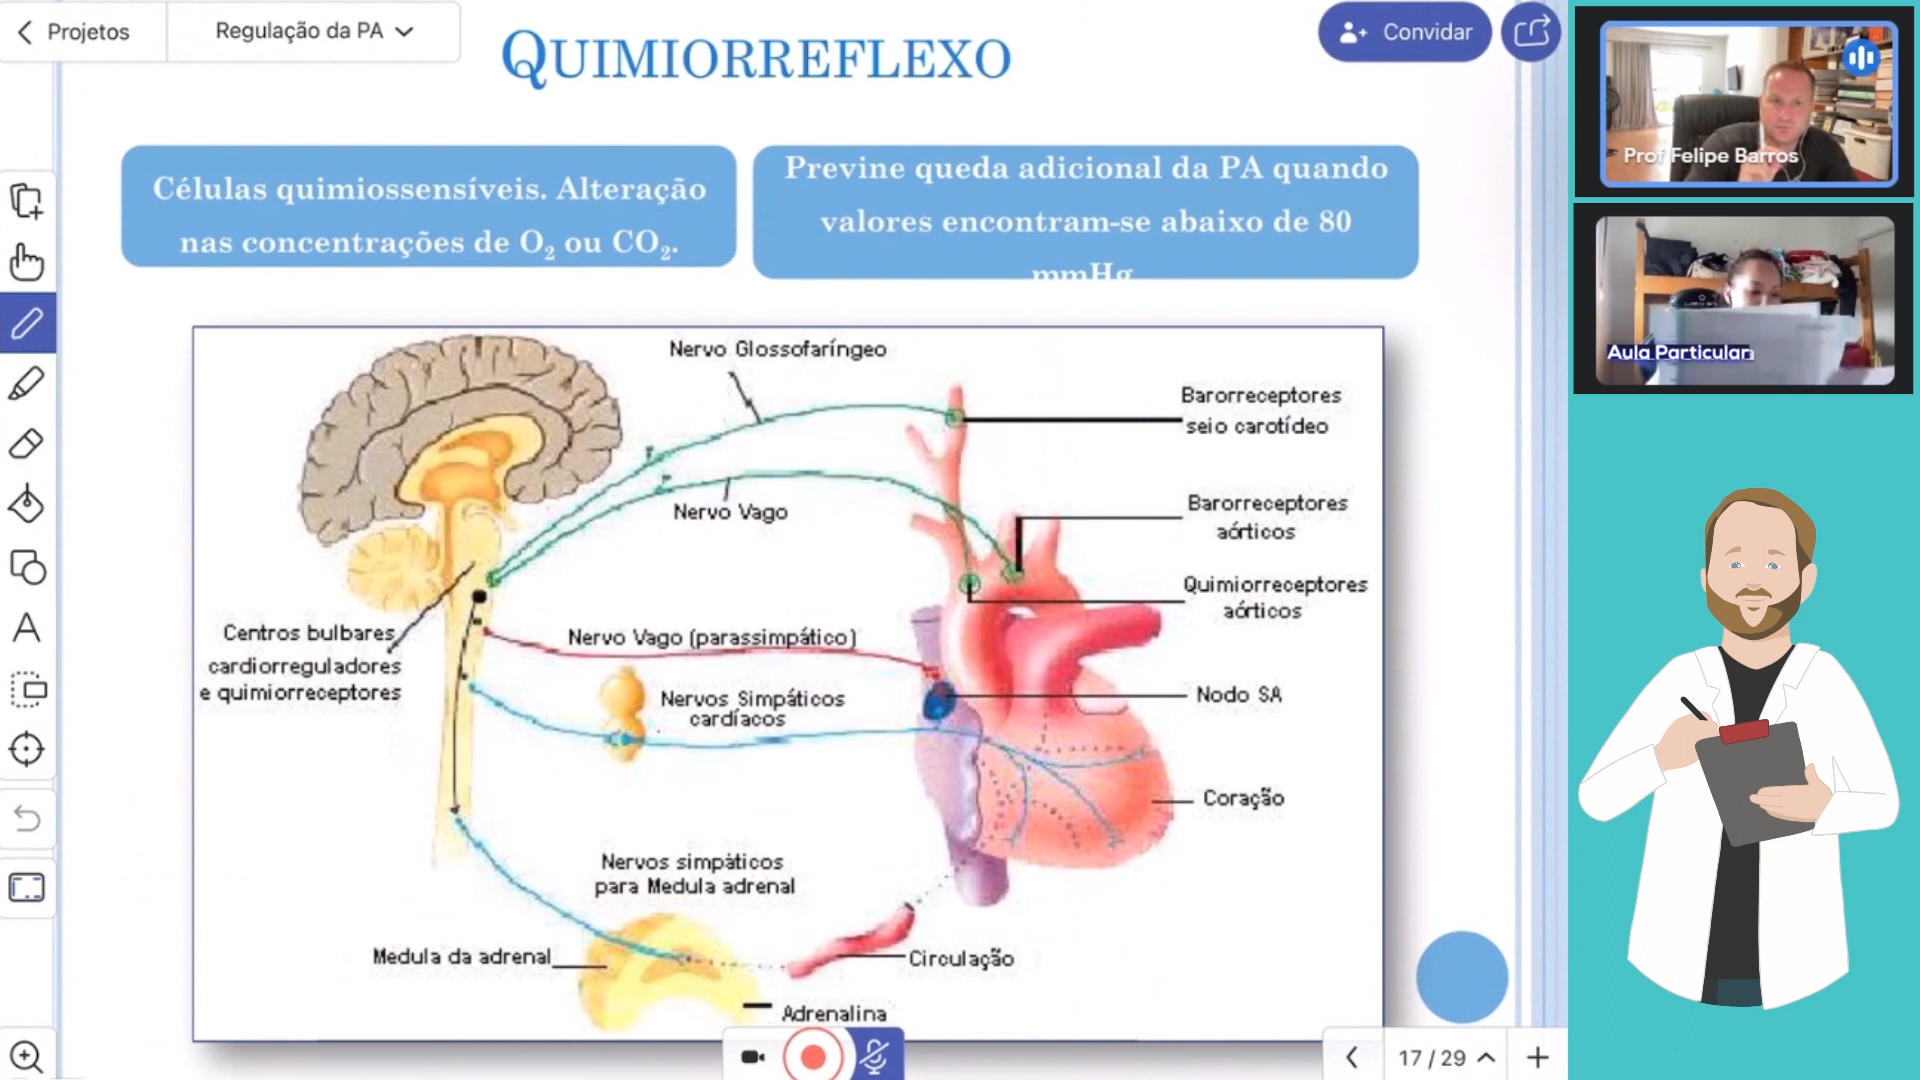 Projetos
Regulação da PA
QUIMIORREFLEXO
Convidar
Células quimiossensíveis. Alteração
nas concentrações de O₂ ou CO₂.
Previne queda adicional da PA quando
valores encontram-se abaixo de 80
mmHg
Nervo Glossofaríngeo
Barorreceptores
seio carotídeo
Nervo Vago
Barorreceptores
aórticos
Quimiorreceptores
aórticos
Centros bulbares
cardiorreguladores
e quimiorreceptores
Nervo Vago (parassimpático)
Nervos Simpáticos
cardíacos
Nodo SA
Coração
Nervos simpáticos
para Medula adrenal
Medula da adrenal
Circulação
Adrenalina
17 / 29
Prof Felipe Barros
Aula Particular